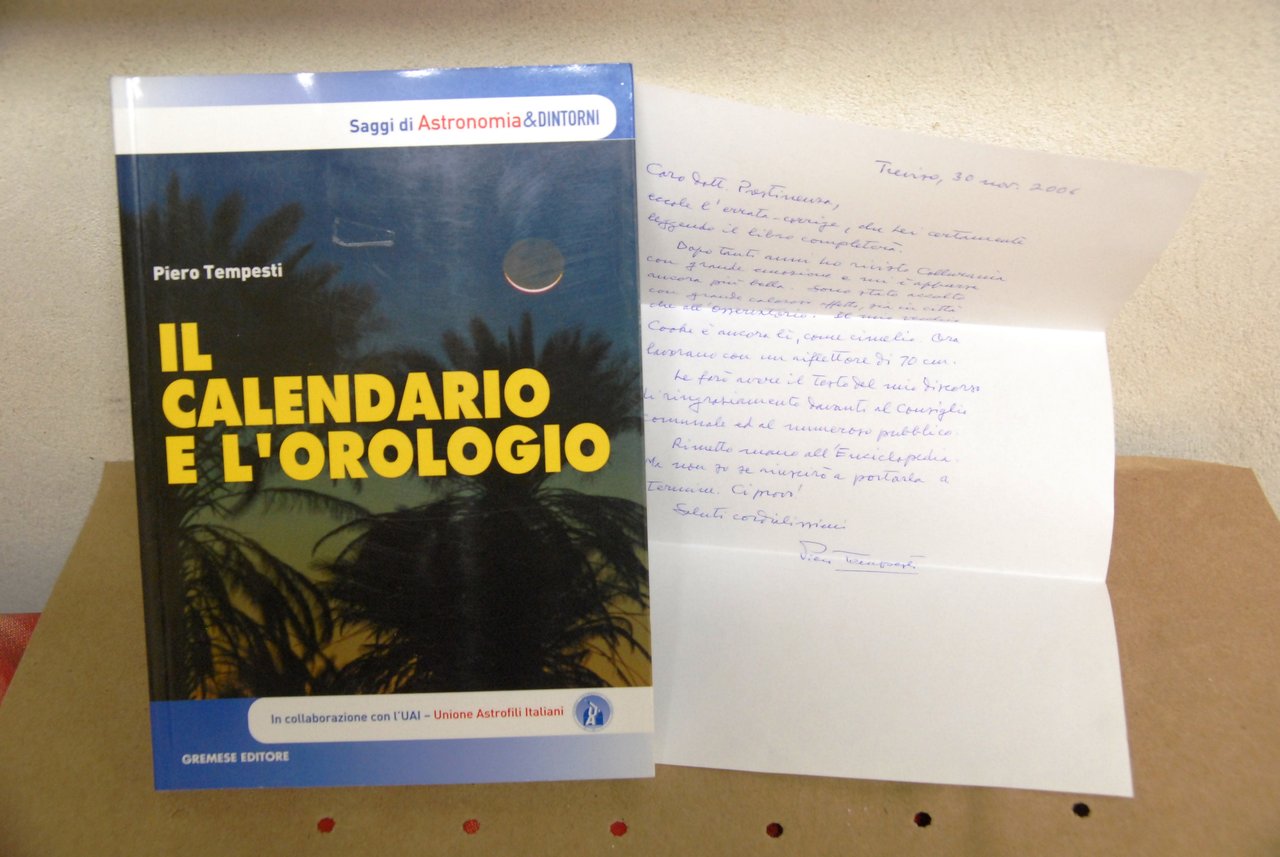 Saggi di Astronomia&DINTORNI
Piero Tempesti
IL
CALENDARIO
E L'OROLOGIO
In collaborazione con l'UAI – Unione Astrofili Italiani
GREMESE EDITORE
Treviso, 30 nov. 2006
Caro dott. Prestinenza,
eccole l'errata-corrige, che Lei certamente
leggendo il libro completerà.
Dopo tanti anni ho rivisto Collurania
con grande emozione e mi è apparsa
ancora più bella. Sono stato accolto
con grande caloroso affetto, sia in città
che all'osservatorio. Il mio vecchio
Cooke è ancora lì, come cimelio. Ora
lavorano con un riflettore di 70 cm.
Le farò avere il testo del mio discorso
di ringraziamento davanti al Consiglio
comunale ed al numeroso pubblico.
Rimetto mano all'Enciclopedia.
Ma non so se riuscirò a portarla a
termine. Ci provo!
Saluti cordialissimi
Piero Tempesti